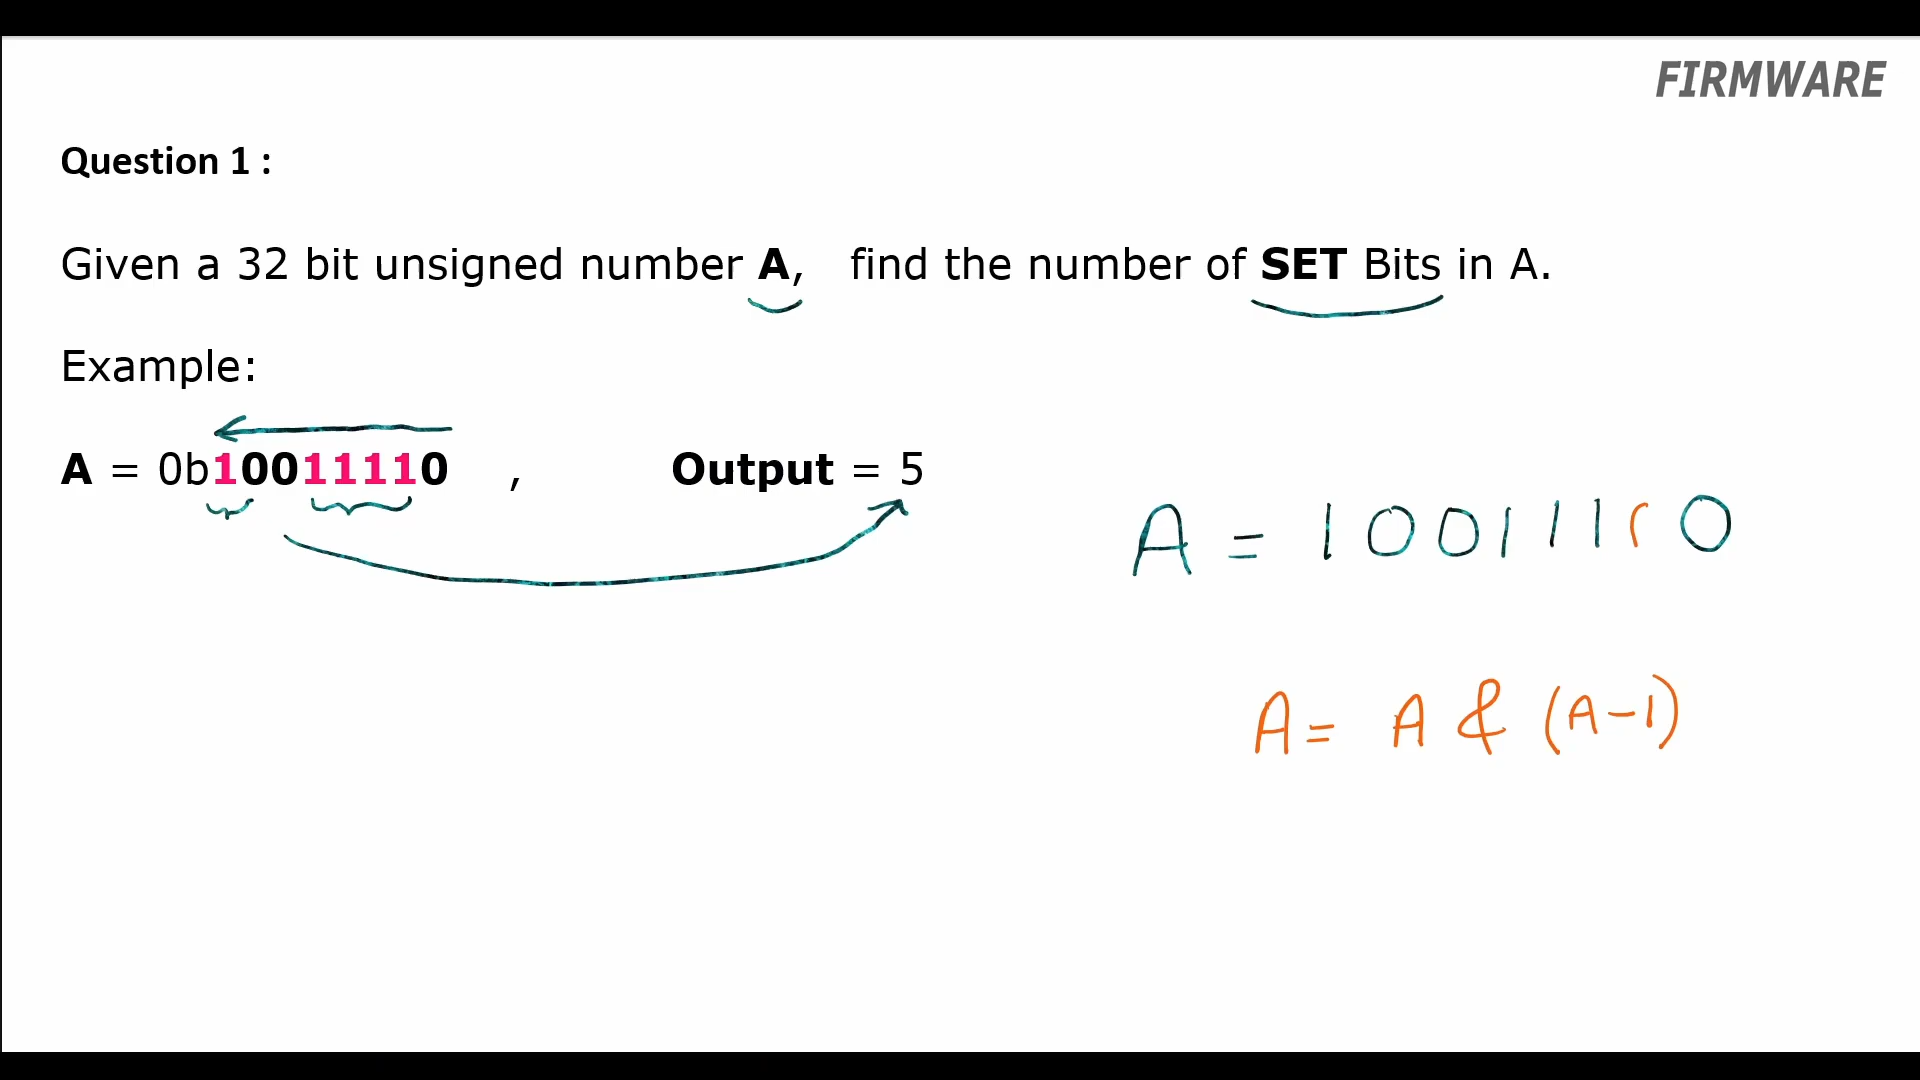 FIRMWARE
Question 1 :
Given a 32 bit unsigned number A, find the number of SET Bits in A.
Example:
A = 0b10011110 , Output = 5
A = 10011110
A = A & (A-1)